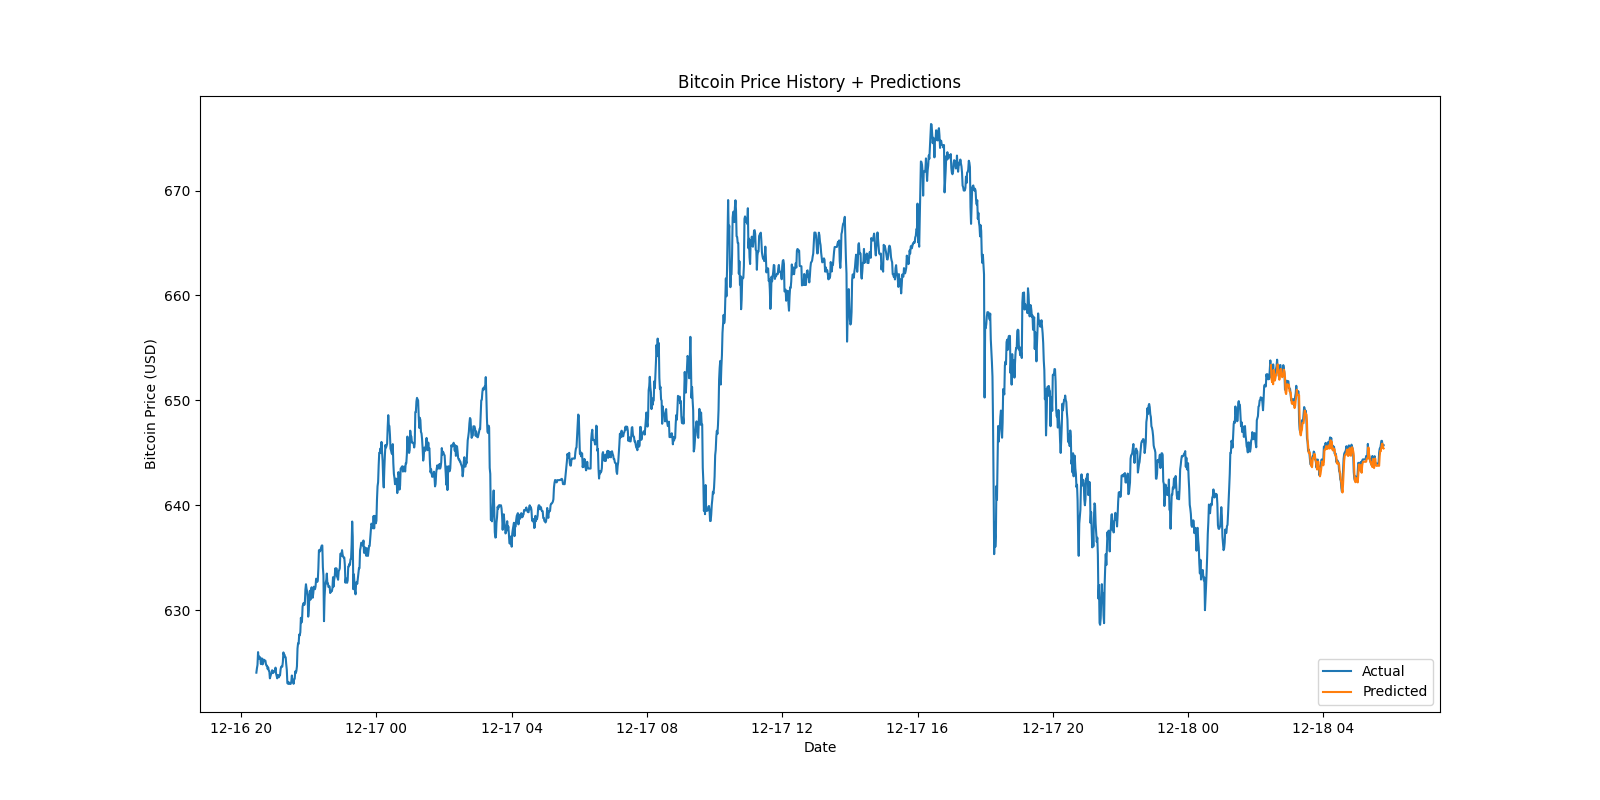 Bitcoin Price History + Predictions
Bitcoin Price (USD)
670
660
650
640
630
12-16 20
12-17 00
12-17 04
12-17 08
12-17 12
12-17 16
12-17 20
12-18 00
12-18 04
Date
Actual
Predicted